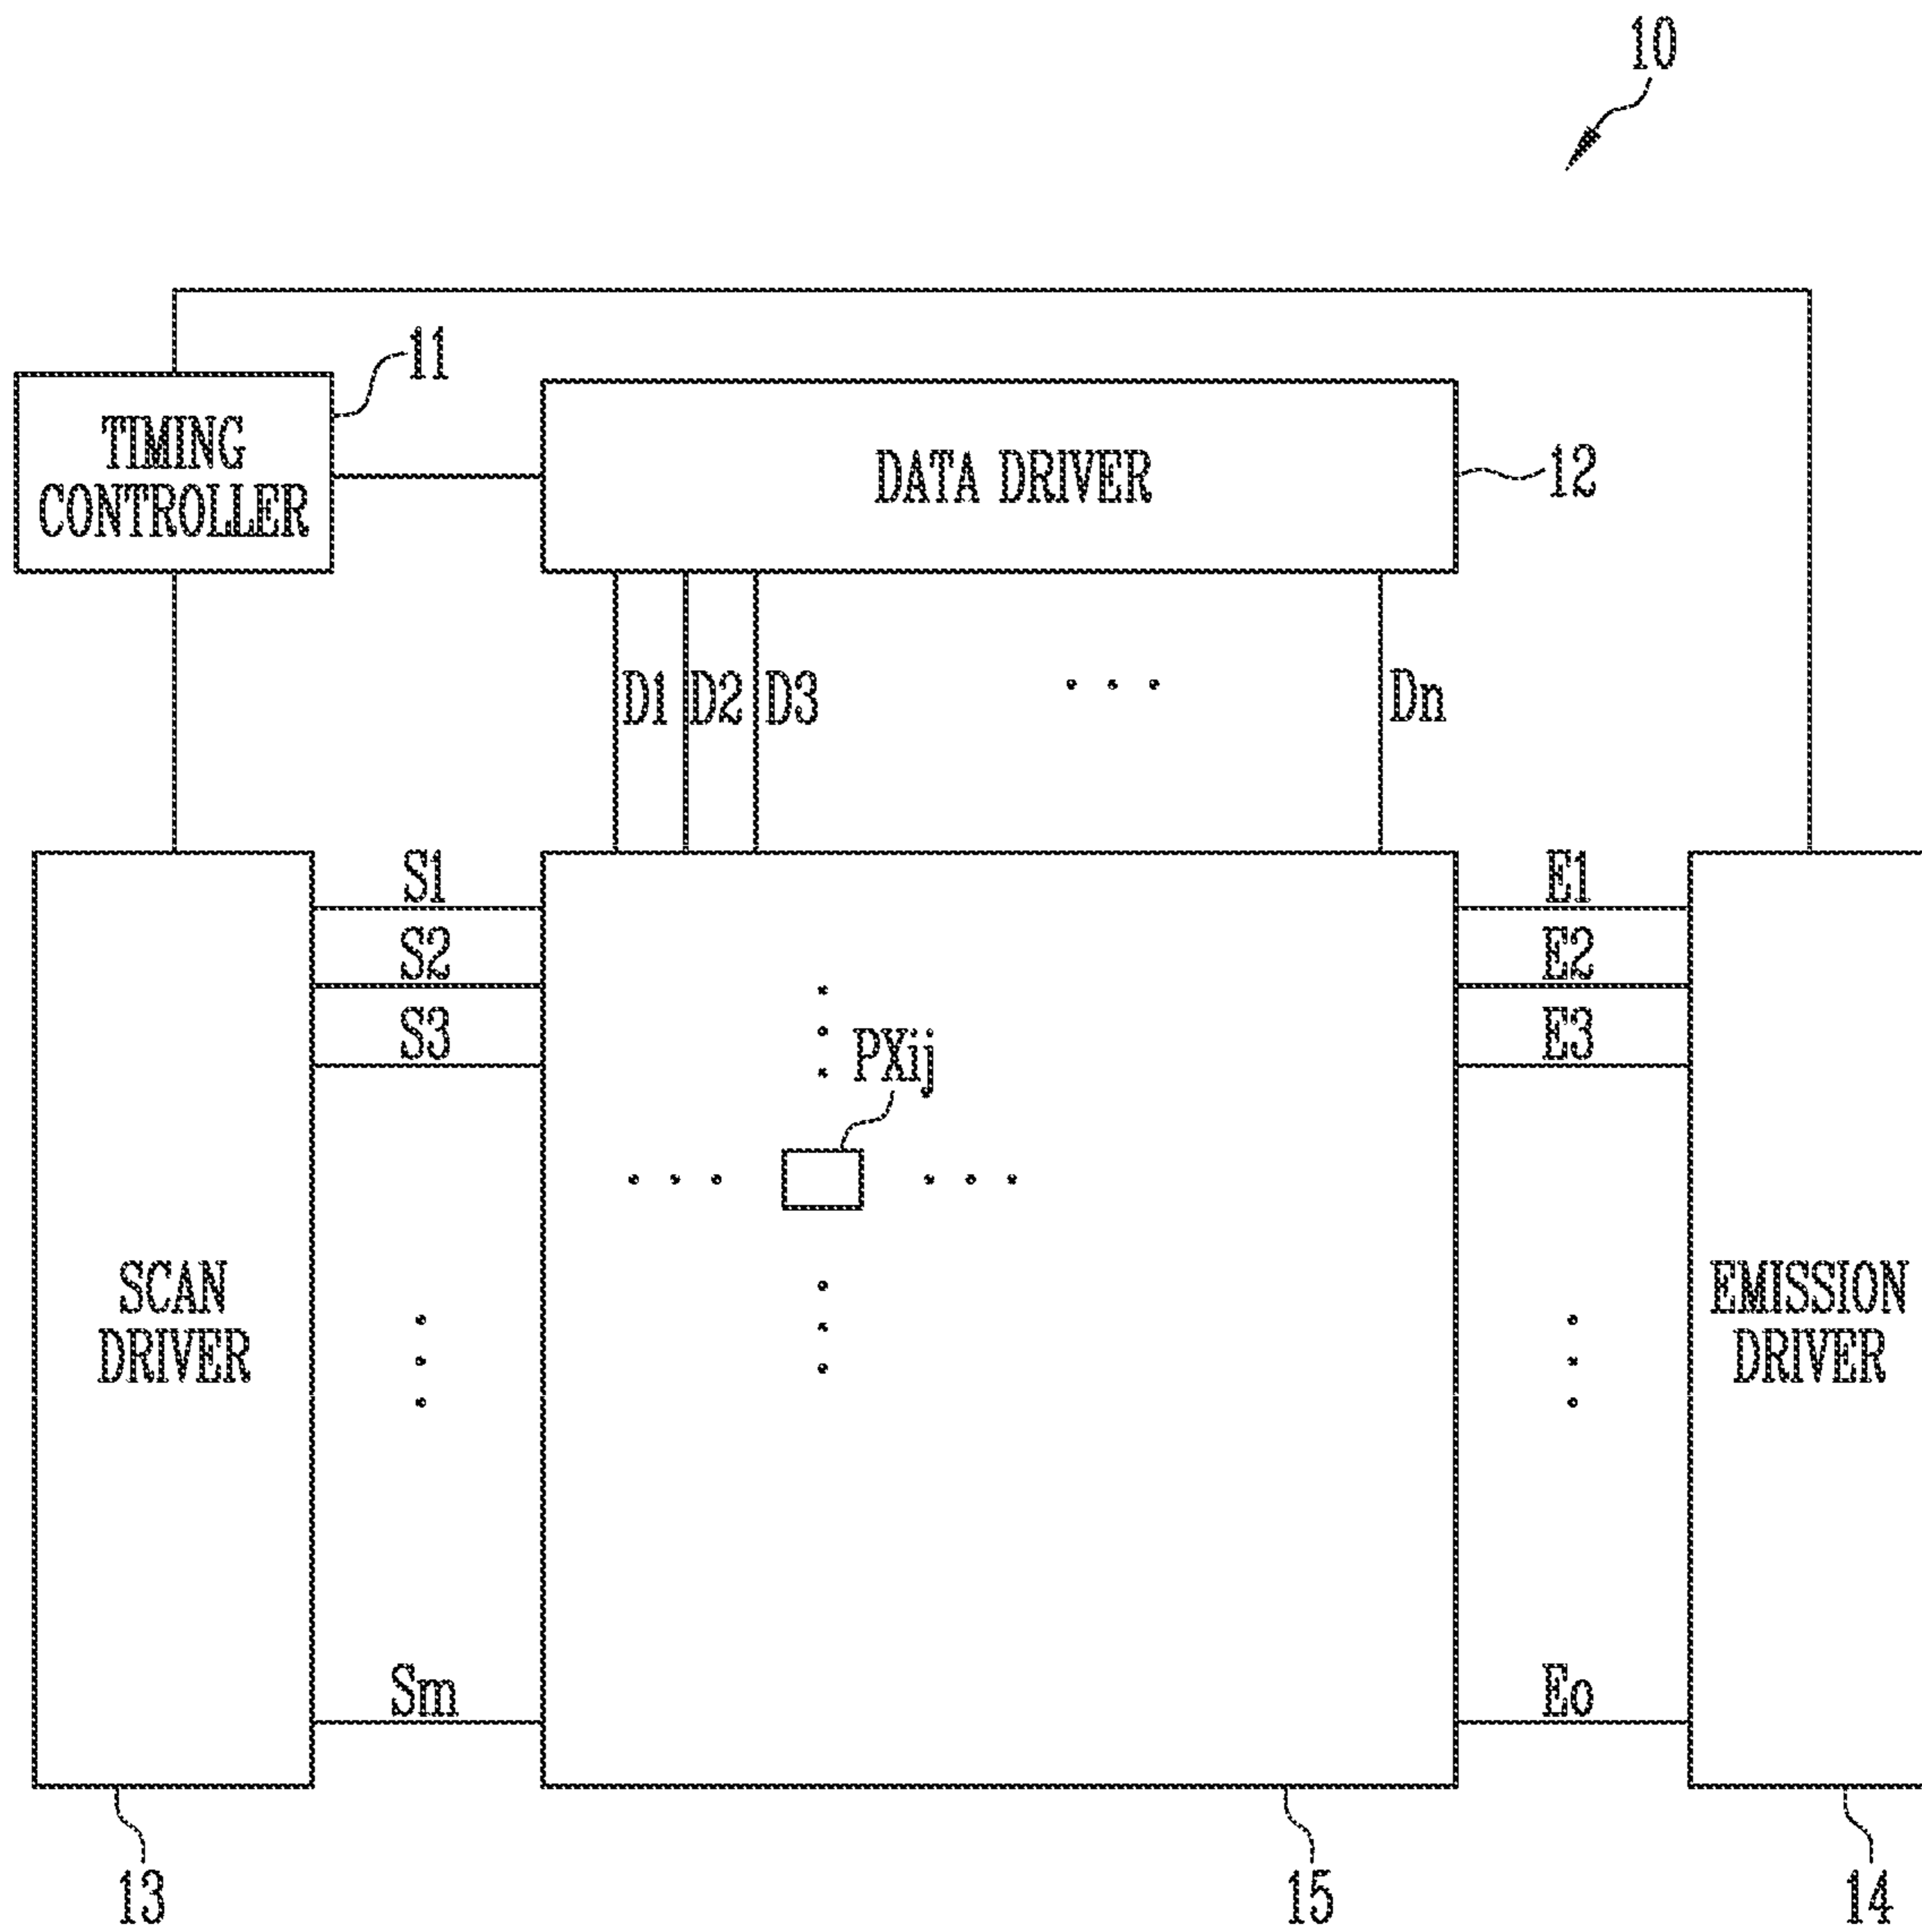 10
11
TIMING
CONTROLLER
DATA DRIVER
12
D1 D2 D3 Dn
S1
S2
S3
Sm
E1
E2
E3
Eo
PXij
SCAN
DRIVER
EMISSION
DRIVER
13
15
14